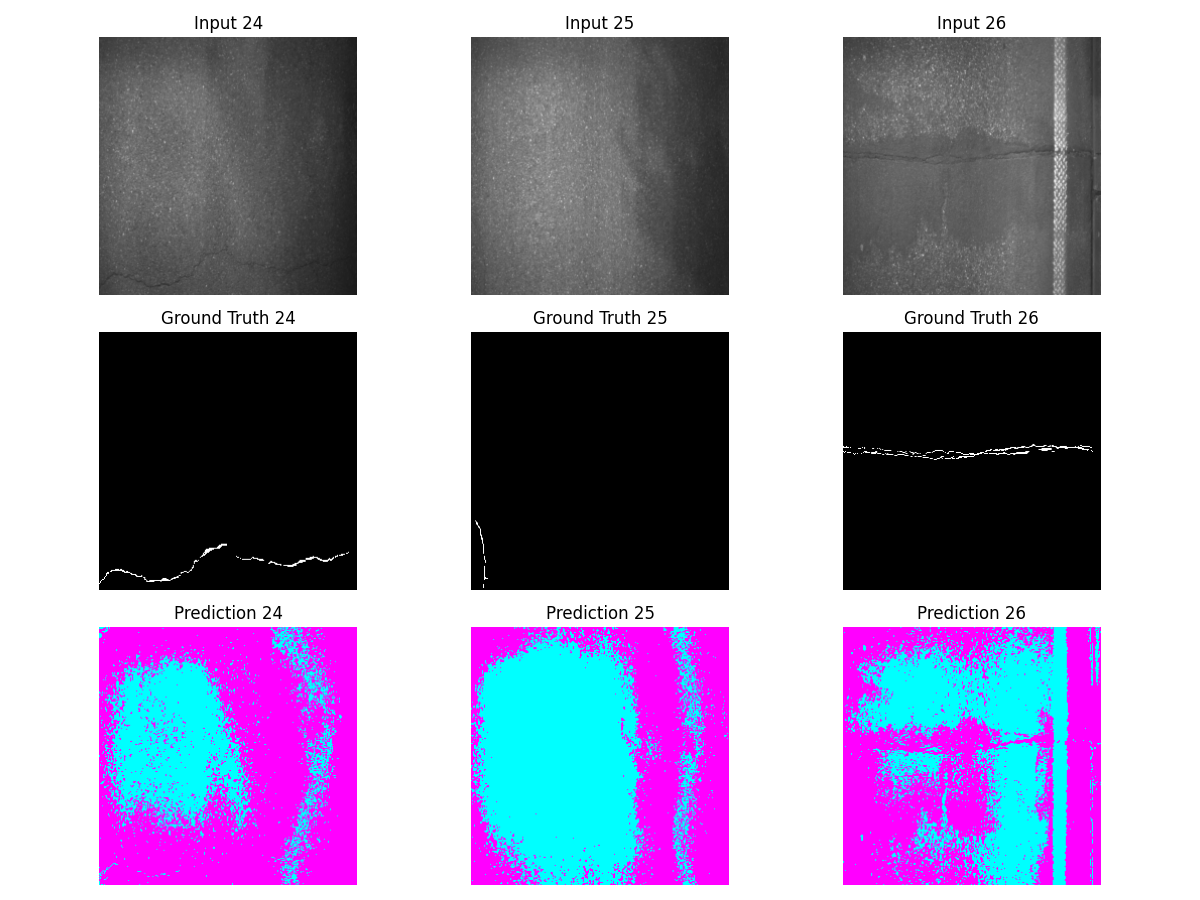 Input 24
Input 25
Input 26
Ground Truth 24
Ground Truth 25
Ground Truth 26
Prediction 24
Prediction 25
Prediction 26